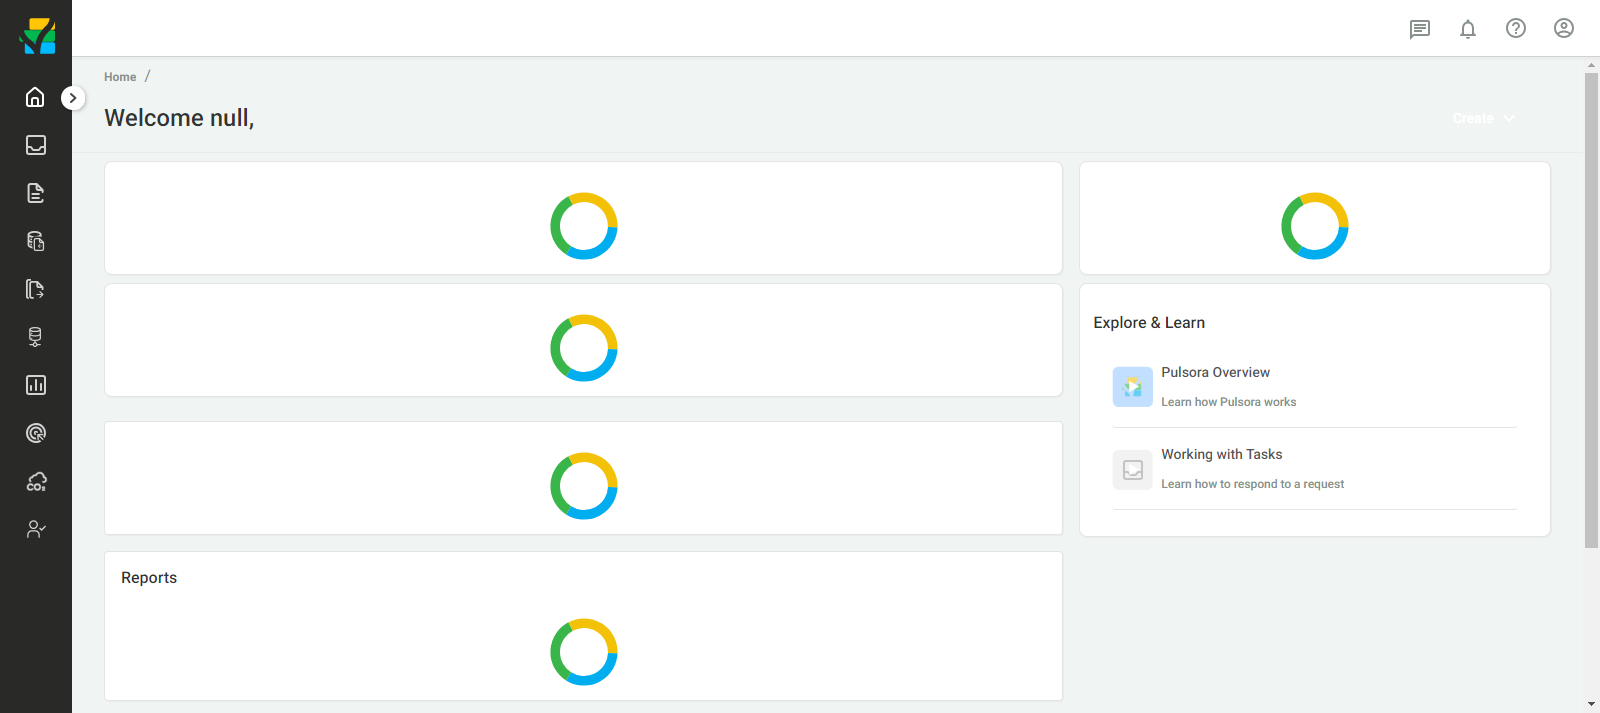 Home /
Welcome null,
Create
Explore & Learn
Pulsora Overview
Learn how Pulsora works
Working with Tasks
Learn how to respond to a request
Reports
CO₂